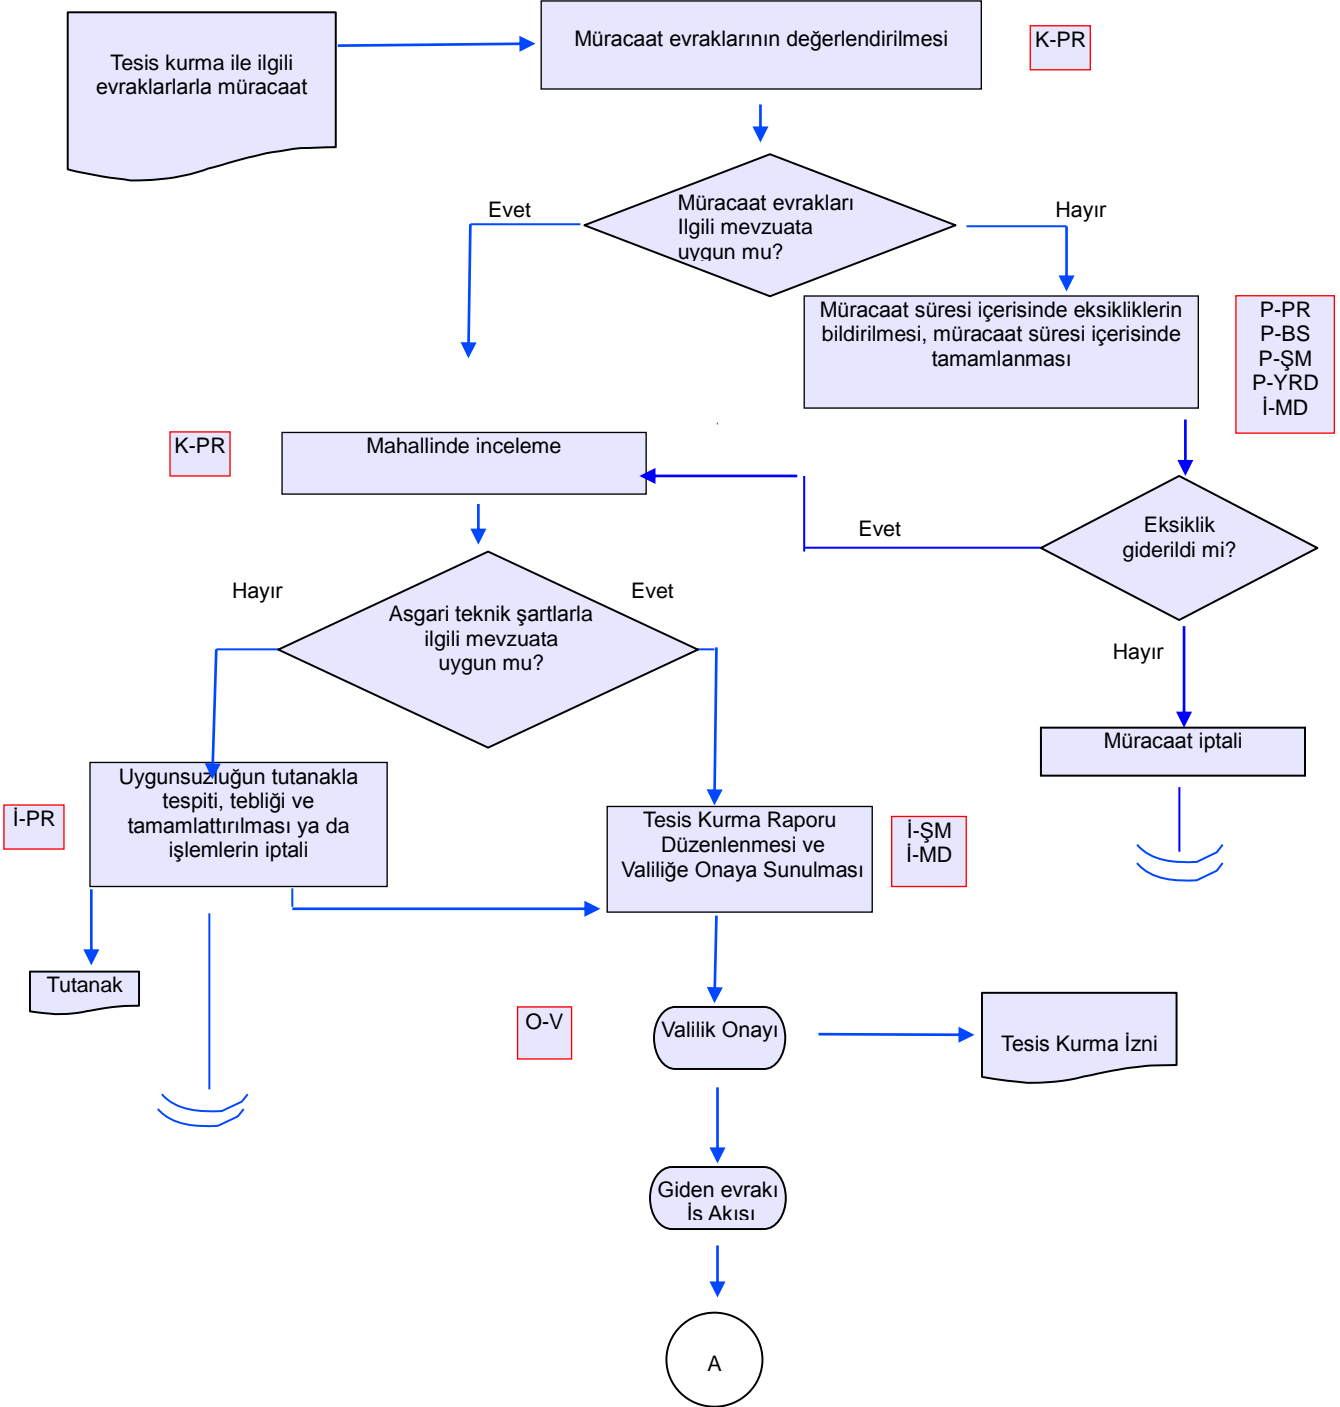 Tesis kurma ile ilgili
evraklarlarla müracaat
Müracaat evraklarının değerlendirilmesi
K-PR
Müracaat evrakları
Ilgili mevzuata
uygun mu?
Evet
Hayır
Müracaat süresi içerisinde eksikliklerin
bildirilmesi, müracaat süresi içerisinde
tamamlanması
P-PR
P-BS
P-ŞM
P-YRD
İ-MD
K-PR
Mahallinde inceleme
Evet
Eksiklik
giderildi mi?
Hayır
Evet
Asgari teknik şartlarla
ilgili mevzuata
uygun mu?
Hayır
Müracaat iptali
İ-PR
Uygunsuzluğun tutanakla
tespiti, tebliği ve
tamamlattırılması ya da
işlemlerin iptali
Tesis Kurma Raporu
Düzenlenmesi ve
Valiliğe Onaya Sunulması
İ-ŞM
İ-MD
Tutanak
O-V
Valilik Onayı
Tesis Kurma İzni
Giden evrakı
İş Akışı
A